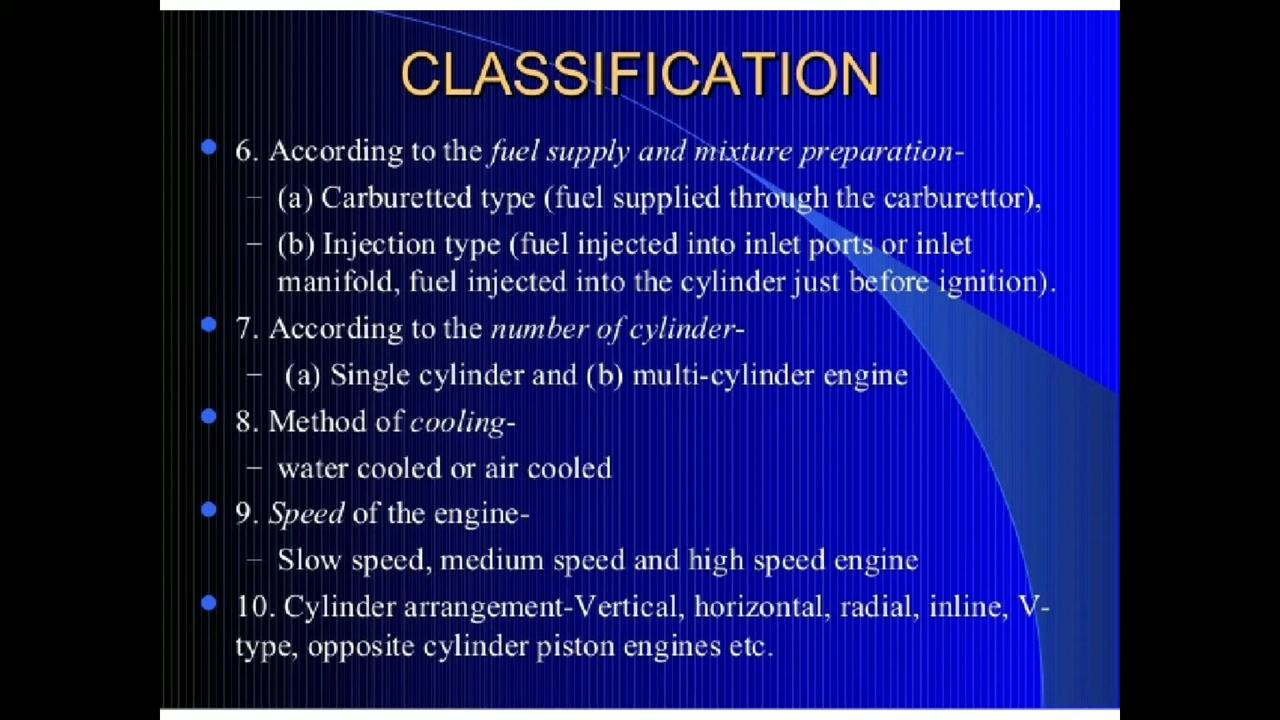 CLASSIFICATION
6. According to the fuel supply and mixture preparation-
– (a) Carburetted type (fuel supplied through the carburettor),
– (b) Injection type (fuel injected into inlet ports or inlet
manifold, fuel injected into the cylinder just before ignition).
7. According to the number of cylinder-
– (a) Single cylinder and (b) multi-cylinder engine
8. Method of cooling-
– water cooled or air cooled
9. Speed of the engine-
– Slow speed, medium speed and high speed engine
10. Cylinder arrangement-Vertical, horizontal, radial, inline, V-
type, opposite cylinder piston engines etc.